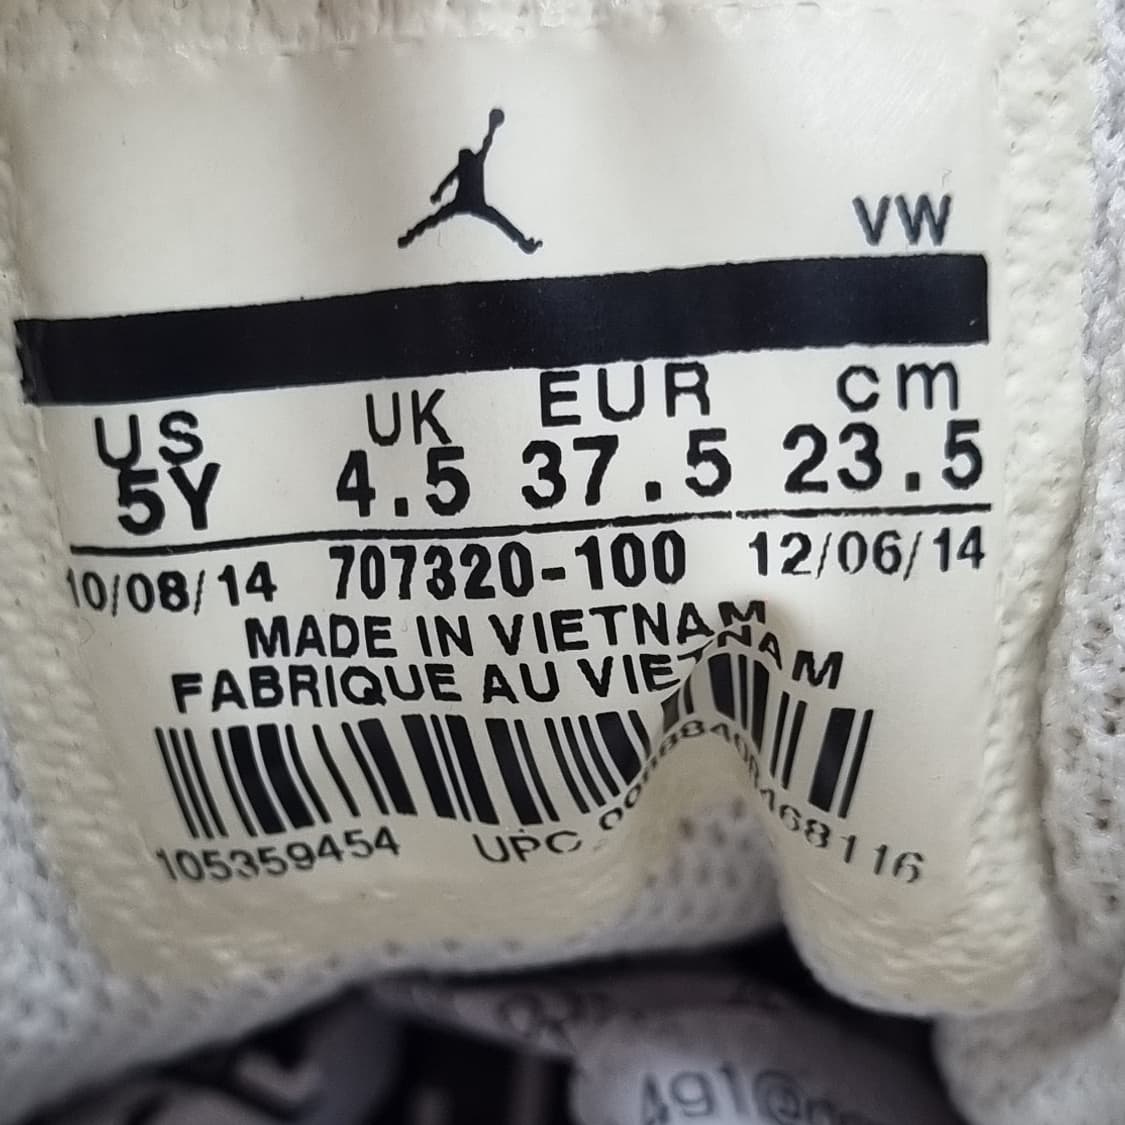 VW
US UK EUR cm
5Y 4.5 37.5 23.5
10/08/14 707320-100 12/06/14
MADE IN VIETNAM
FABRIQUE AU VIETNAM
105359454 UPC